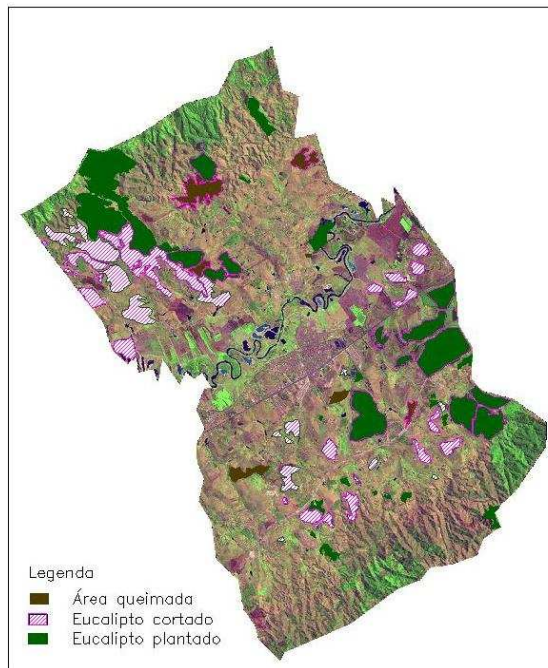 Legenda
Área queimada
Eucalipto cortado
Eucalipto plantado